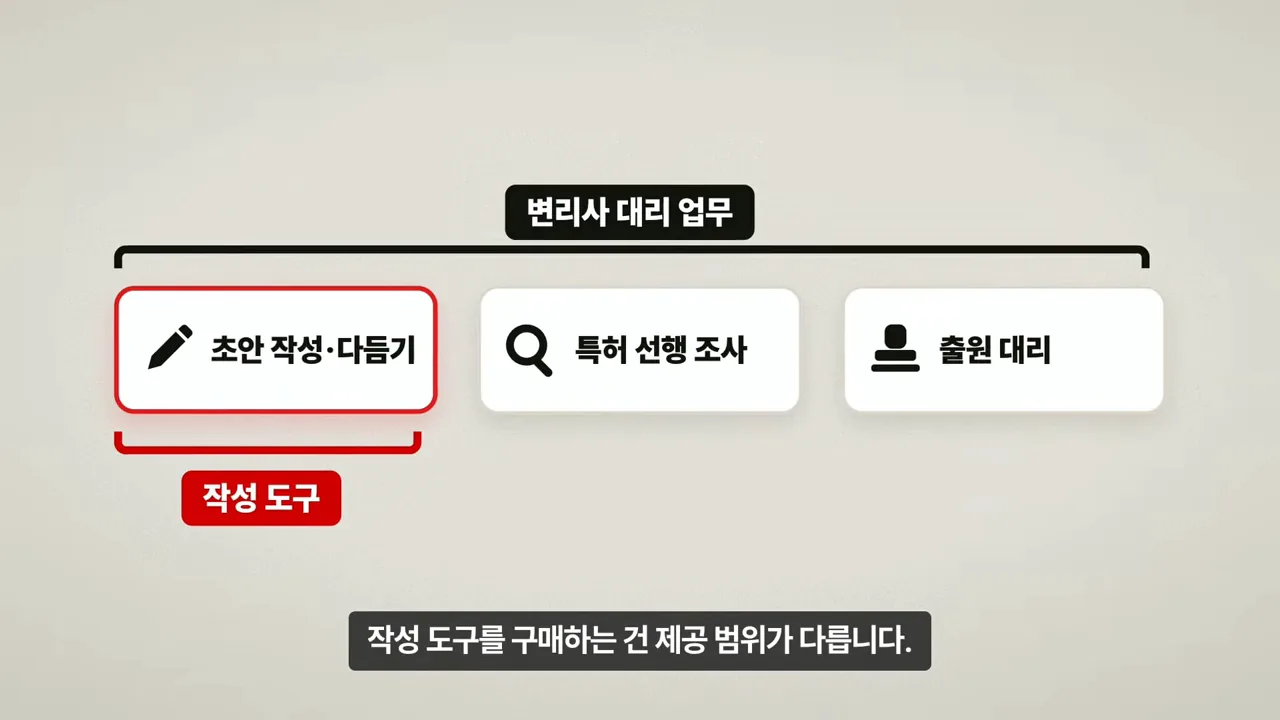 변리사 대리 업무
초안 작성·다듬기
특허 선행 조사
출원 대리
작성 도구
작성 도구를 구매하는 건 제공 범위가 다릅니다.